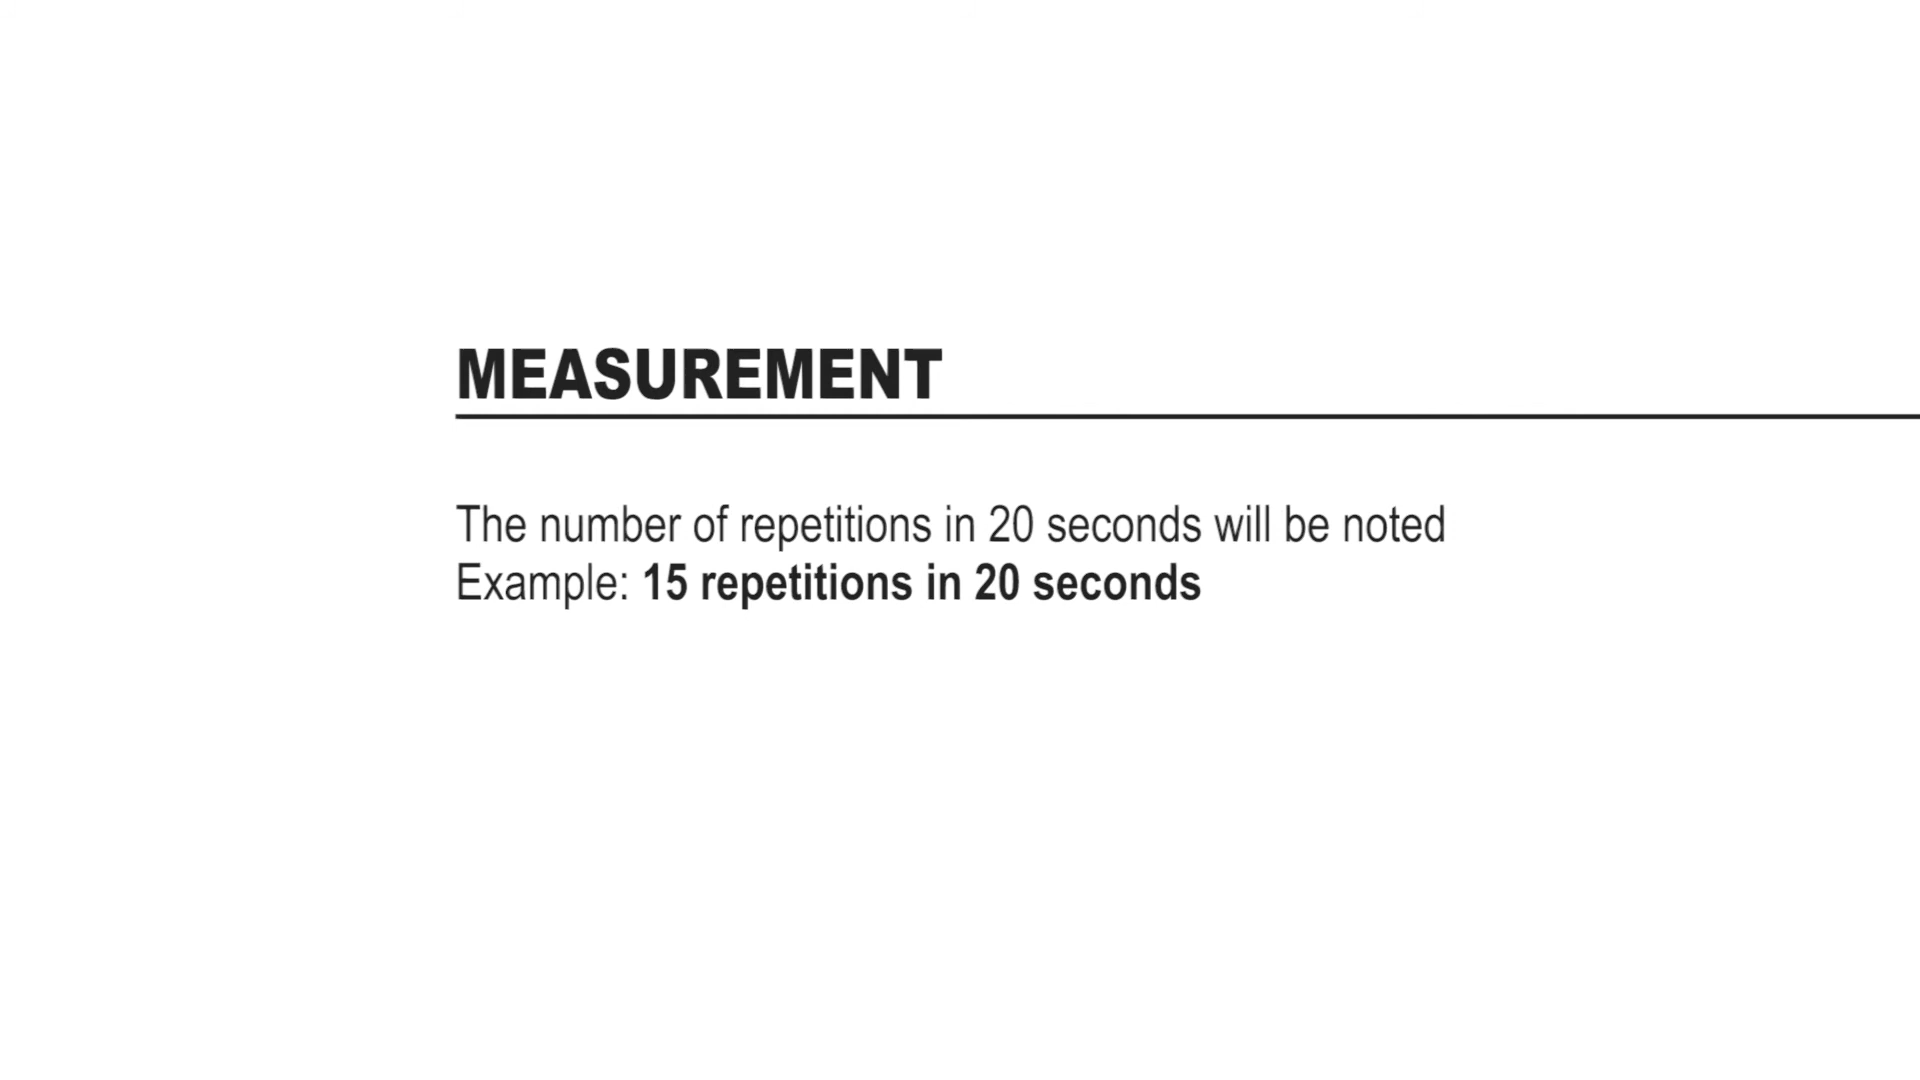 MEASUREMENT
The number of repetitions in 20 seconds will be noted
Example: 15 repetitions in 20 seconds